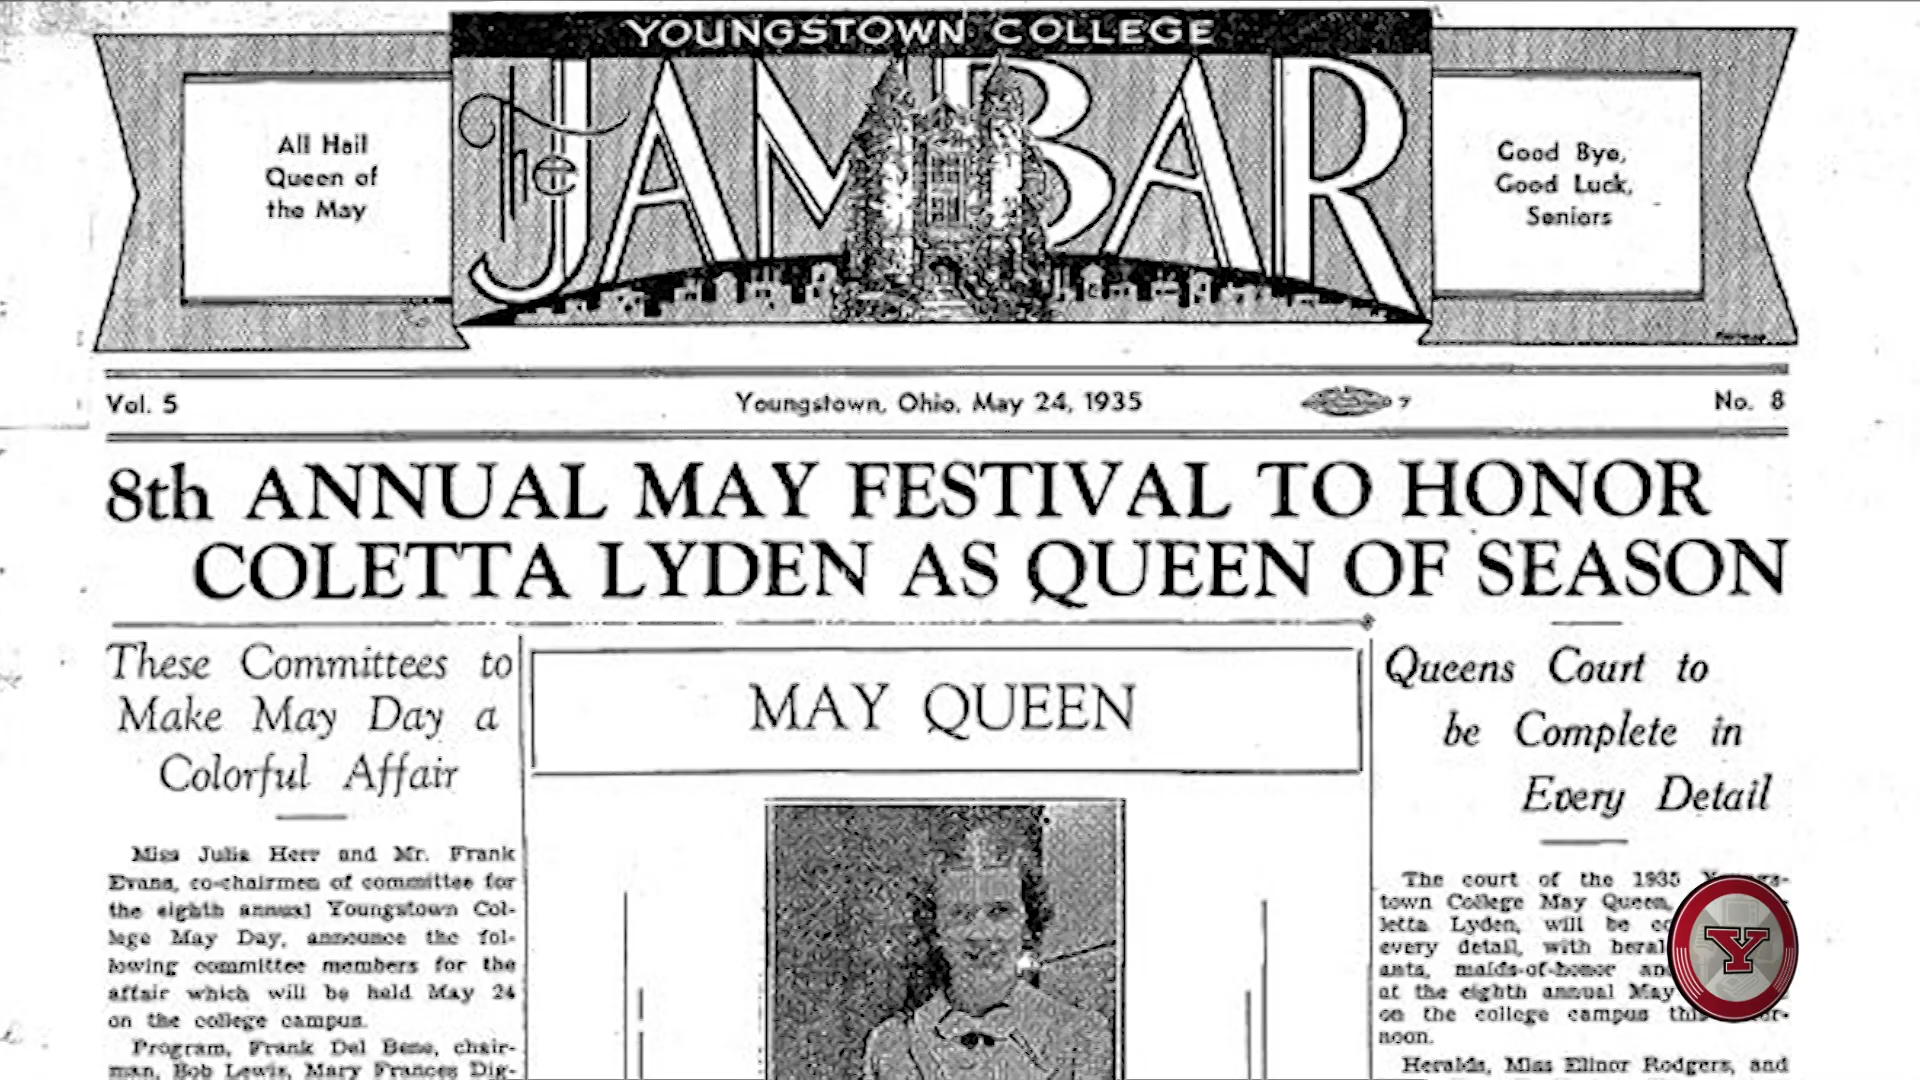 YOUNGSTOWN COLLEGE
The JAMBAR
All Hail
Queen of
the May
Good Bye,
Good Luck,
Seniors
Vol. 5
Youngstown, Ohio, May 24, 1935
7
No. 8
8th ANNUAL MAY FESTIVAL TO HONOR
COLETTA LYDEN AS QUEEN OF SEASON
These Committees to
Make May Day a
Colorful Affair
Miss Julia Herr and Mr. Frank
Evans, co-chairmen of committee for
the eighth annual Youngstown Col-
lege May Day, announce the fol-
lowing committee members for the
affair which will be held May 24
on the college campus.
Program, Frank Del Bene, chair-
man, Bob Lewis, Mary Frances Dig-
MAY QUEEN
Queens Court to
be Complete in
Every Detail
The court of the 1935
town College May Queen,
letta Lyden, will be
every detail, with
ants, maids-of-honor
at the eighth annual May
on the college campus
noon.
Heralds, Miss Elinor Rodgers, and
Y